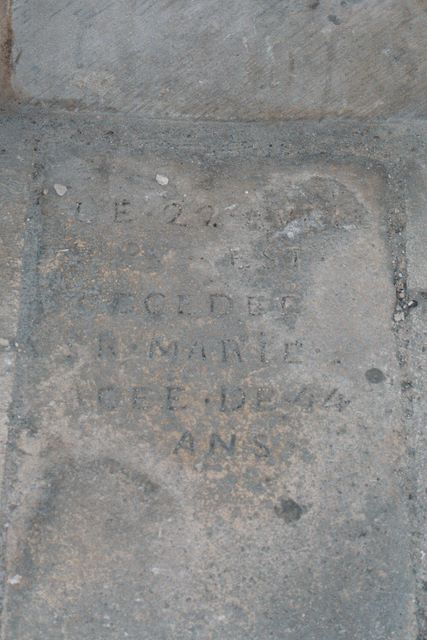 LE · 22
EST
DECEDEE
SR · MARIE
AGEE · DE 44
ANS